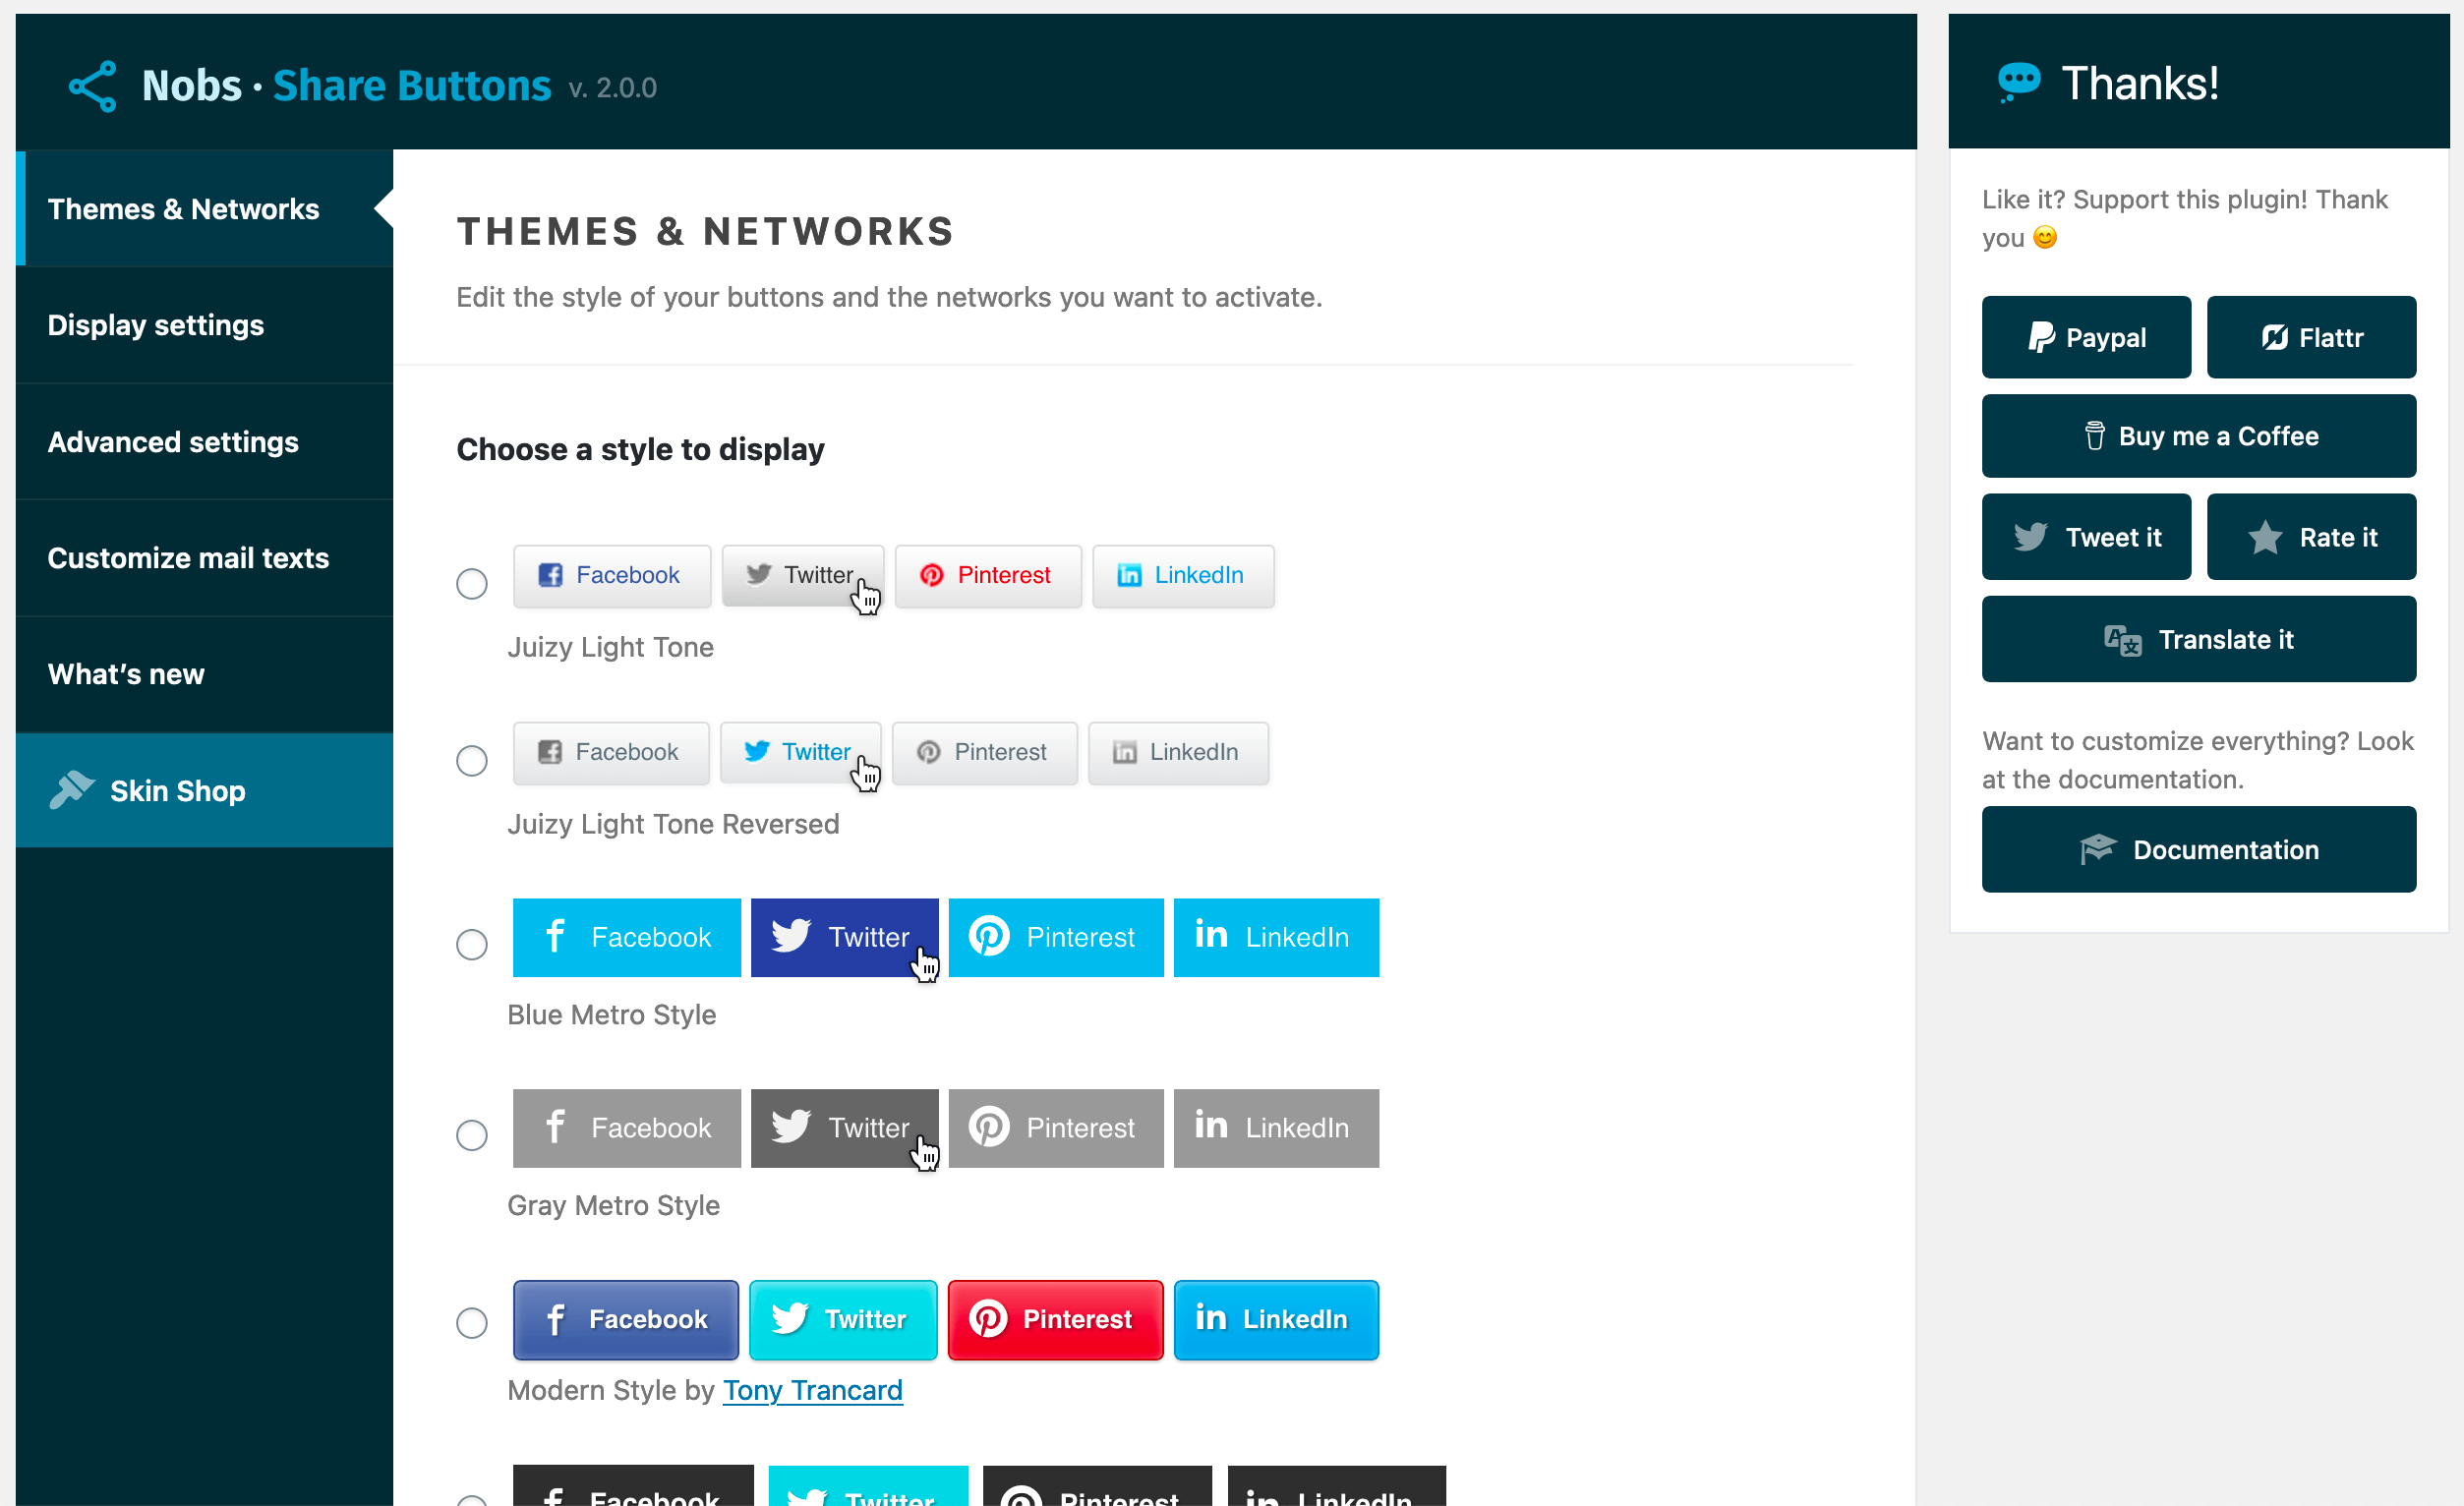 Nobs · Share Buttons v. 2.0.0
Themes & Networks
Display settings
Advanced settings
Customize mail texts
What’s new
Skin Shop
THEMES & NETWORKS
Edit the style of your buttons and the networks you want to activate.
Choose a style to display
Facebook Twitter Pinterest LinkedIn
Juizy Light Tone
Facebook Twitter Pinterest LinkedIn
Juizy Light Tone Reversed
Facebook Twitter Pinterest LinkedIn
Blue Metro Style
Facebook Twitter Pinterest LinkedIn
Gray Metro Style
Facebook Twitter Pinterest LinkedIn
Modern Style by Tony Trancard
Facebook Twitter Pinterest LinkedIn
Thanks!
Like it? Support this plugin! Thank
you 😊
Paypal Flattr
Buy me a Coffee
Tweet it Rate it
Translate it
Want to customize everything? Look
at the documentation.
Documentation